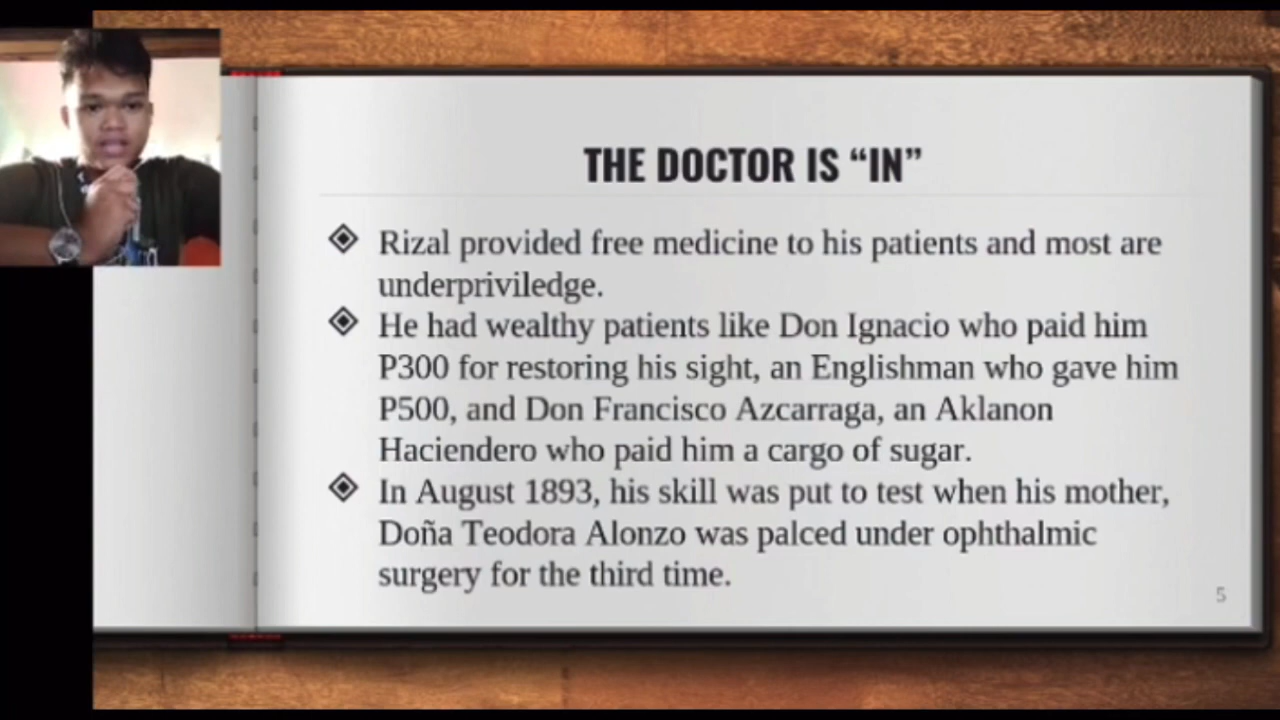 THE DOCTOR IS “IN”
Rizal provided free medicine to his patients and most are
underpriviledge.
He had wealthy patients like Don Ignacio who paid him
P300 for restoring his sight, an Englishman who gave him
P500, and Don Francisco Azcarraga, an Aklanon
Haciendero who paid him a cargo of sugar.
In August 1893, his skill was put to test when his mother,
Doña Teodora Alonzo was palced under ophthalmic
surgery for the third time.
5